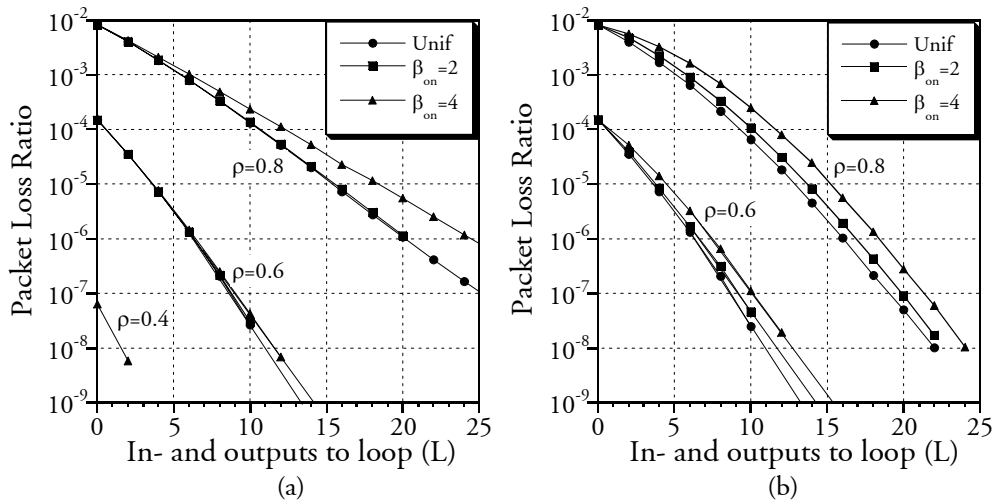 Packet Loss Ratio
10-2
10-3
10-4
10-5
10-6
10-7
10-8
10-9
Unif
βon=2
βon=4
ρ=0.8
ρ=0.6
ρ=0.4
0 5 10 15 20 25
In- and outputs to loop (L)
(a)
Packet Loss Ratio
10-2
10-3
10-4
10-5
10-6
10-7
10-8
10-9
Unif
βon=2
βon=4
ρ=0.8
ρ=0.6
0 5 10 15 20 25
In- and outputs to loop (L)
(b)